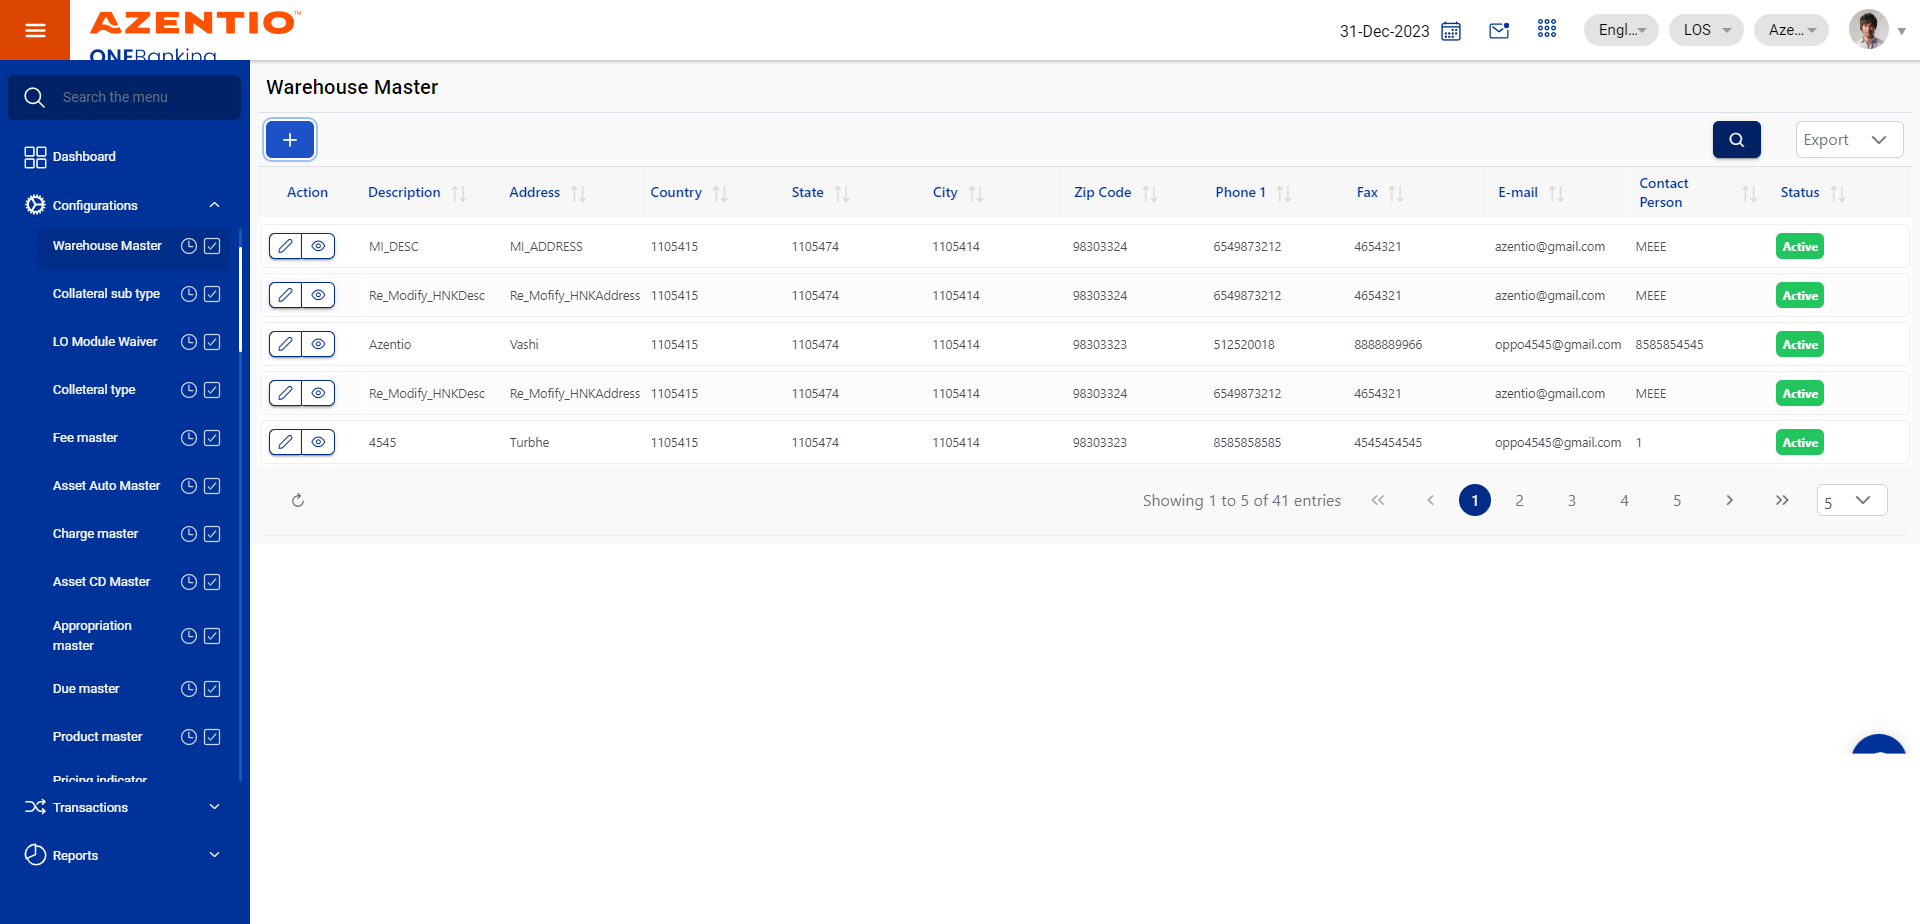 AZENTIO™
ONEBanking
31-Dec-2023
Engl...
LOS
Aze...
Search the menu
Dashboard
Configurations
Warehouse Master
Collateral sub type
LO Module Waiver
Colleteral type
Fee master
Asset Auto Master
Charge master
Asset CD Master
Appropriation
master
Due master
Product master
Pricing indicator
Transactions
Reports
Warehouse Master
Export
Action Description Address Country State City Zip Code Phone 1 Fax E-mail Contact Person Status
MI_DESC MI_ADDRESS 1105415 1105474 1105414 98303324 6549873212 4654321 azentio@gmail.com MEEE Active
Re_Modify_HNKDesc Re_Mofify_HNKAddress 1105415 1105474 1105414 98303324 6549873212 4654321 azentio@gmail.com MEEE Active
Azentio Vashi 1105415 1105474 1105414 98303323 512520018 8888889966 oppo4545@gmail.com 8585854545 Active
Re_Modify_HNKDesc Re_Mofify_HNKAddress 1105415 1105474 1105414 98303324 6549873212 4654321 azentio@gmail.com MEEE Active
4545 Turbhe 1105415 1105474 1105414 98303323 8585858585 4545454545 oppo4545@gmail.com 1 Active
Showing 1 to 5 of 41 entries 1 2 3 4 5 5